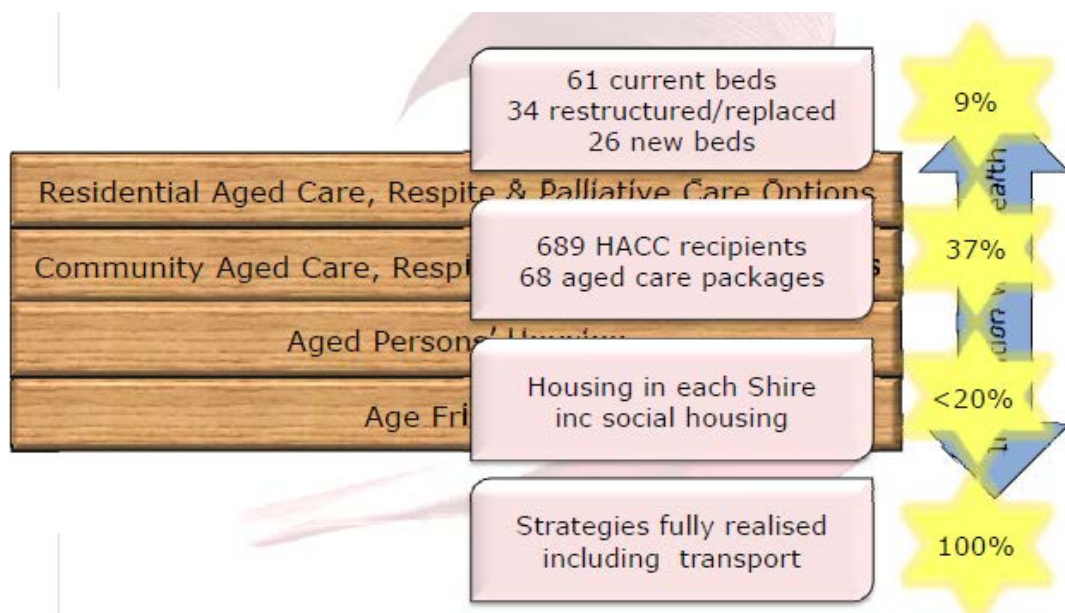 61 current beds
34 restructured/replaced
26 new beds
9%
Residential Aged Care, Respite & Palliative Care Options
689 HACC recipients
68 aged care packages
37%
Community Aged Care,
Aged Persons’
Housing in each Shire
inc social housing
<20%
Age
Strategies fully realised
including transport
100%